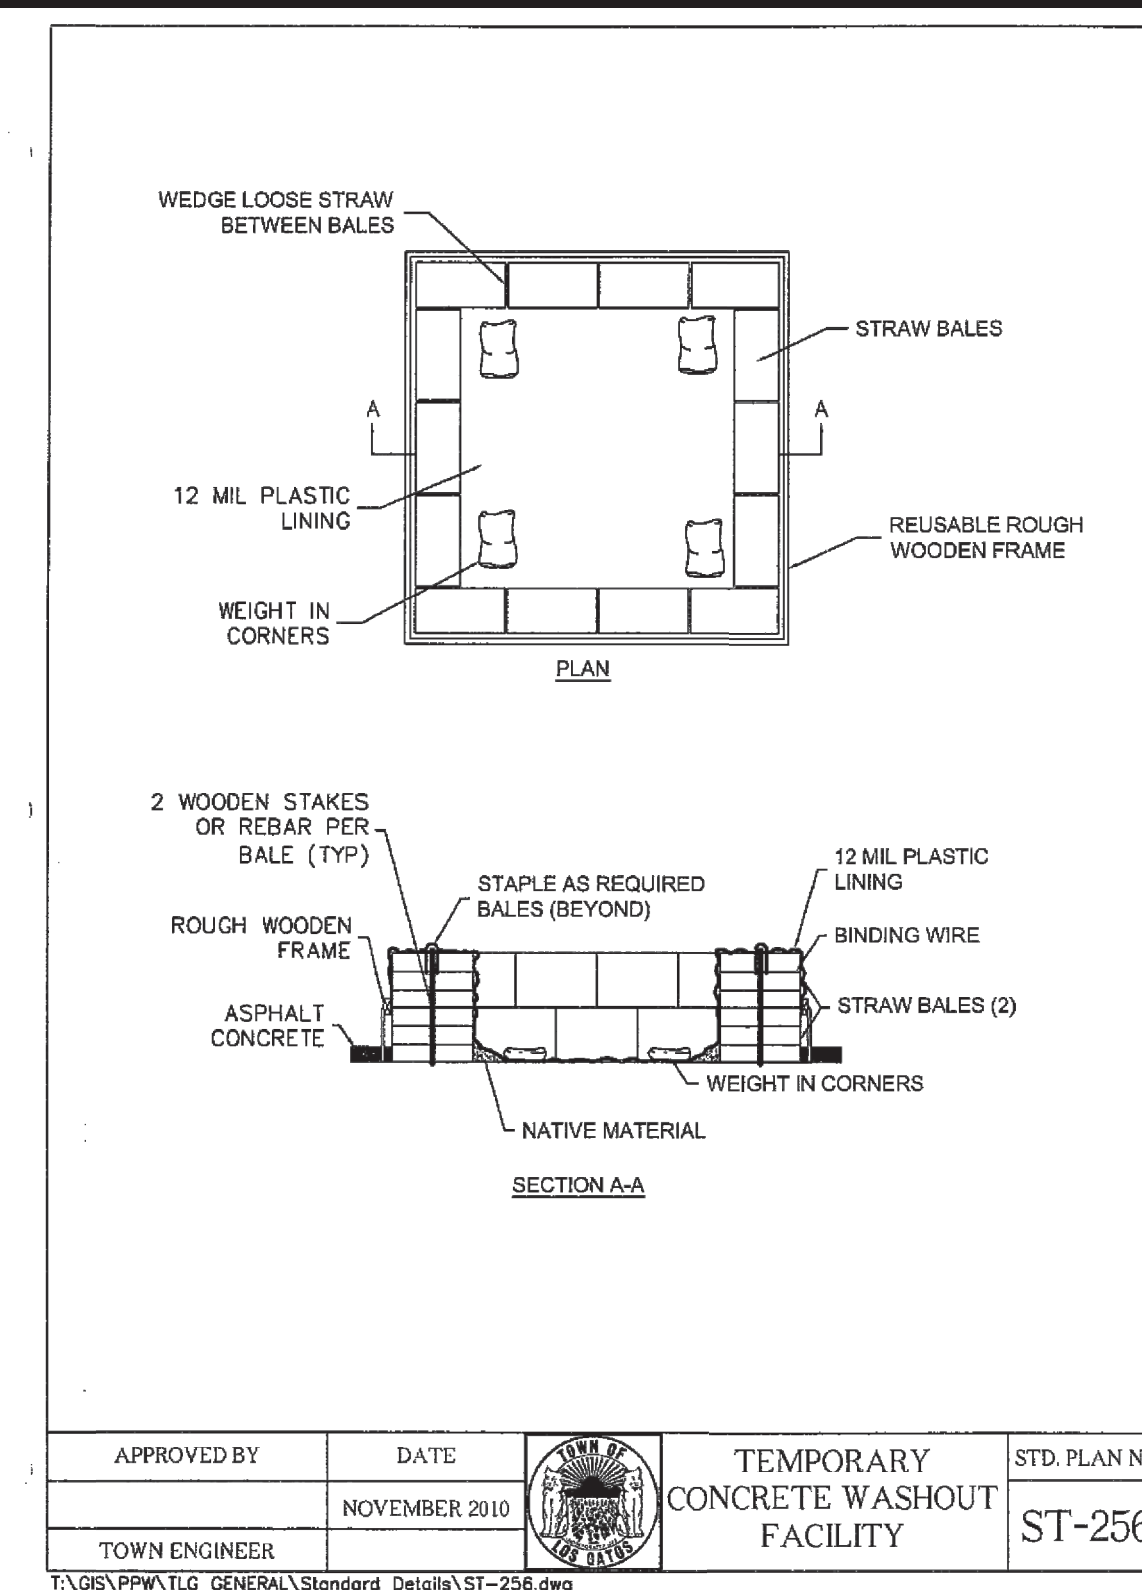 WEDGE LOOSE STRAW
BETWEEN BALES
STRAW BALES
A
A
12 MIL PLASTIC
LINING
REUSABLE ROUGH
WOODEN FRAME
WEIGHT IN
CORNERS
PLAN
2 WOODEN STAKES
OR REBAR PER
BALE (TYP)
STAPLE AS REQUIRED
BALES (BEYOND)
12 MIL PLASTIC
LINING
ROUGH WOODEN
FRAME
BINDING WIRE
ASPHALT
CONCRETE
STRAW BALES (2)
WEIGHT IN CORNERS
NATIVE MATERIAL
SECTION A-A
APPROVED BY
DATE
NOVEMBER 2010
TOWN ENGINEER
TOWN OF
LOS GATOS
TEMPORARY
CONCRETE WASHOUT
FACILITY
STD. PLAN N
ST-256
T:\GIS\PPW\TLG GENERAL\Standard Details\ST-256.dwg